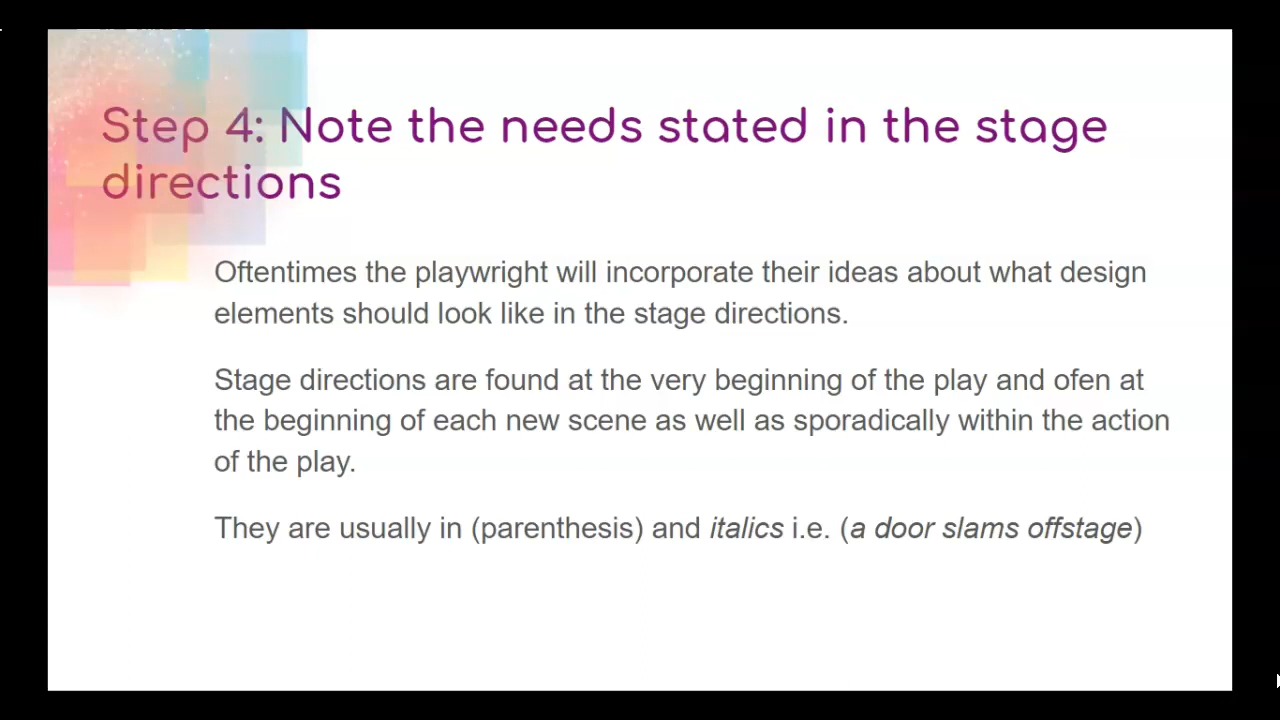 Step 4: Note the needs stated in the stage
directions
Oftentimes the playwright will incorporate their ideas about what design
elements should look like in the stage directions.
Stage directions are found at the very beginning of the play and ofen at
the beginning of each new scene as well as sporadically within the action
of the play.
They are usually in (parenthesis) and italics i.e. (a door slams offstage)